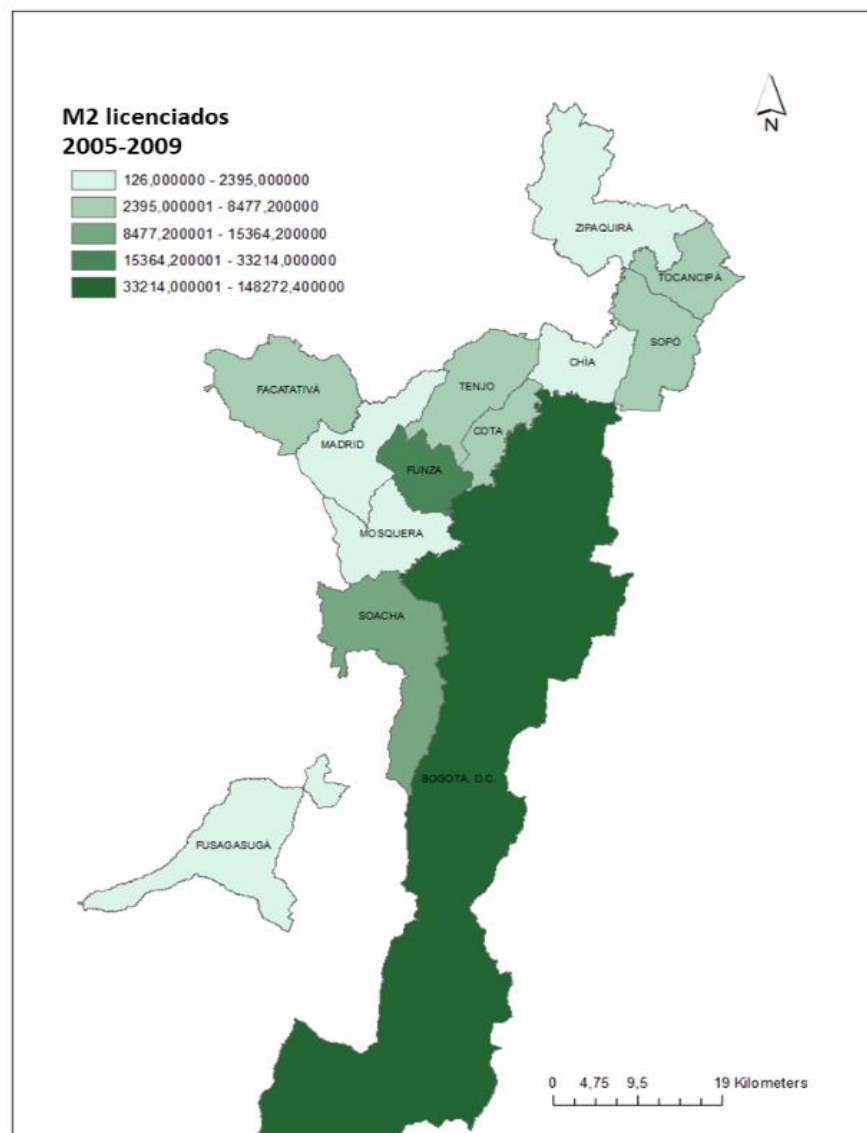 M2 licenciados
2005-2009
126,000000 - 2395,000000
2395,000001 - 8477,200000
8477,200001 - 15364,200000
15364,200001 - 33214,000000
33214,000001 - 148272,400000
N
ZIPAQUIRÁ
TOCANCIPÁ
SOPÓ
CHÍA
TENJO
FACATATIVÁ
COTA
MADRID
FUNZA
MOSQUERA
SOACHA
BOGOTÁ, D.C.
FUSAGASUGÁ
0 4,75 9,5 19 Kilometers